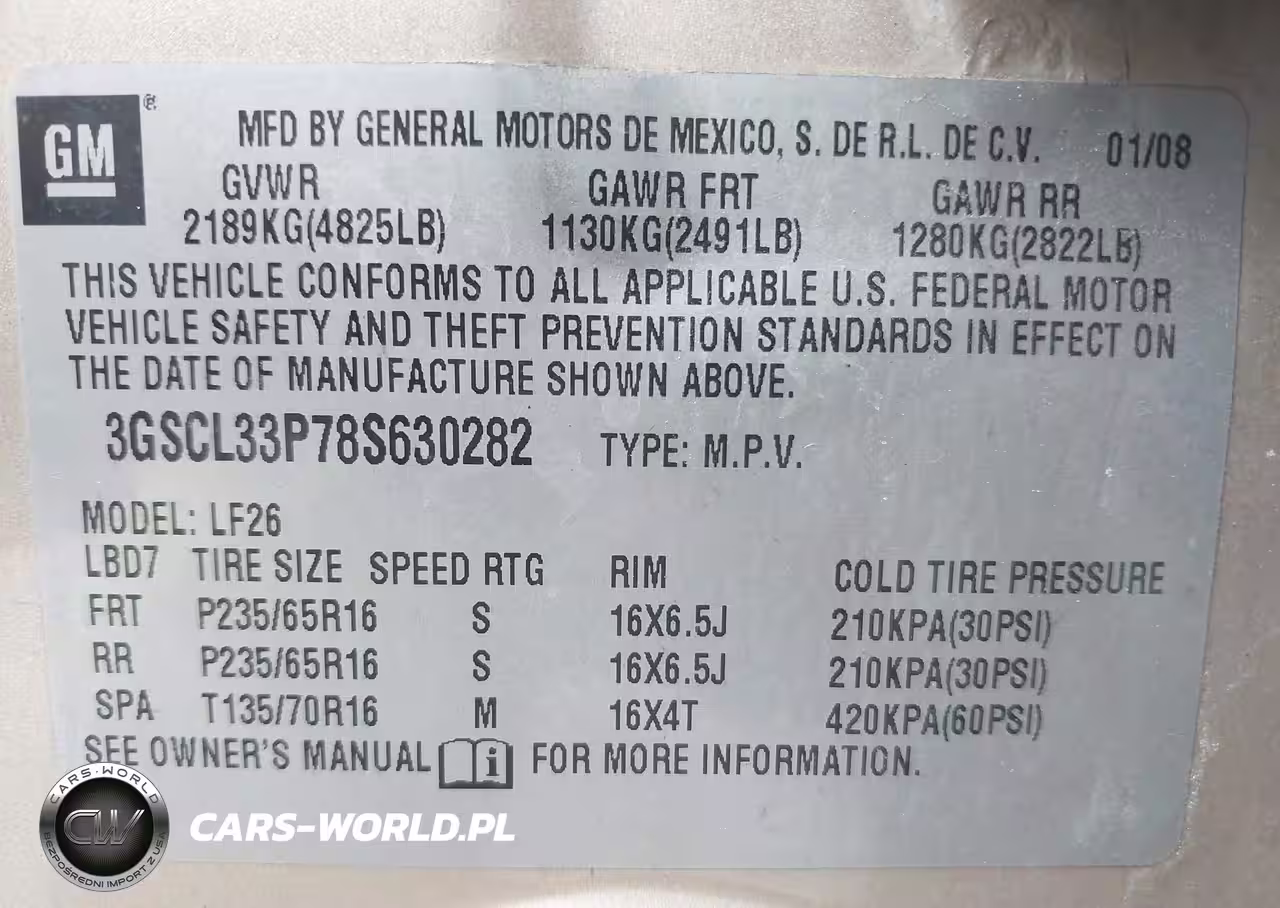 GM ®
MFD BY GENERAL MOTORS DE MEXICO, S. DE R.L. DE C.V. 01/08
GVWR GAWR FRT GAWR RR
2189KG(4825LB) 1130KG(2491LB) 1280KG(2822LB)
THIS VEHICLE CONFORMS TO ALL APPLICABLE U.S. FEDERAL MOTOR
VEHICLE SAFETY AND THEFT PREVENTION STANDARDS IN EFFECT ON
THE DATE OF MANUFACTURE SHOWN ABOVE.
3GSCL33P78S630282 TYPE: M.P.V.
MODEL: LF26
LBD7 TIRE SIZE SPEED RTG RIM COLD TIRE PRESSURE
FRT P235/65R16 S 16X6.5J 210KPA(30PSI)
RR P235/65R16 S 16X6.5J 210KPA(30PSI)
SPA T135/70R16 M 16X4T 420KPA(60PSI)
SEE OWNER'S MANUAL i FOR MORE INFORMATION.
CARS-WORLD
CW
BEZPOŚREDNI IMPORT Z USA
CARS-WORLD.PL